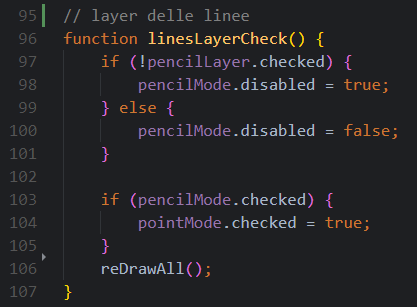 95 // layer delle linee
96 function linesLayerCheck() {
97     if (!pencilLayer.checked) {
98         pencilMode.disabled = true;
99     } else {
100         pencilMode.disabled = false;
101     }
102
103     if (pencilMode.checked) {
104         pointMode.checked = true;
105     }
106     reDrawAll();
107 }